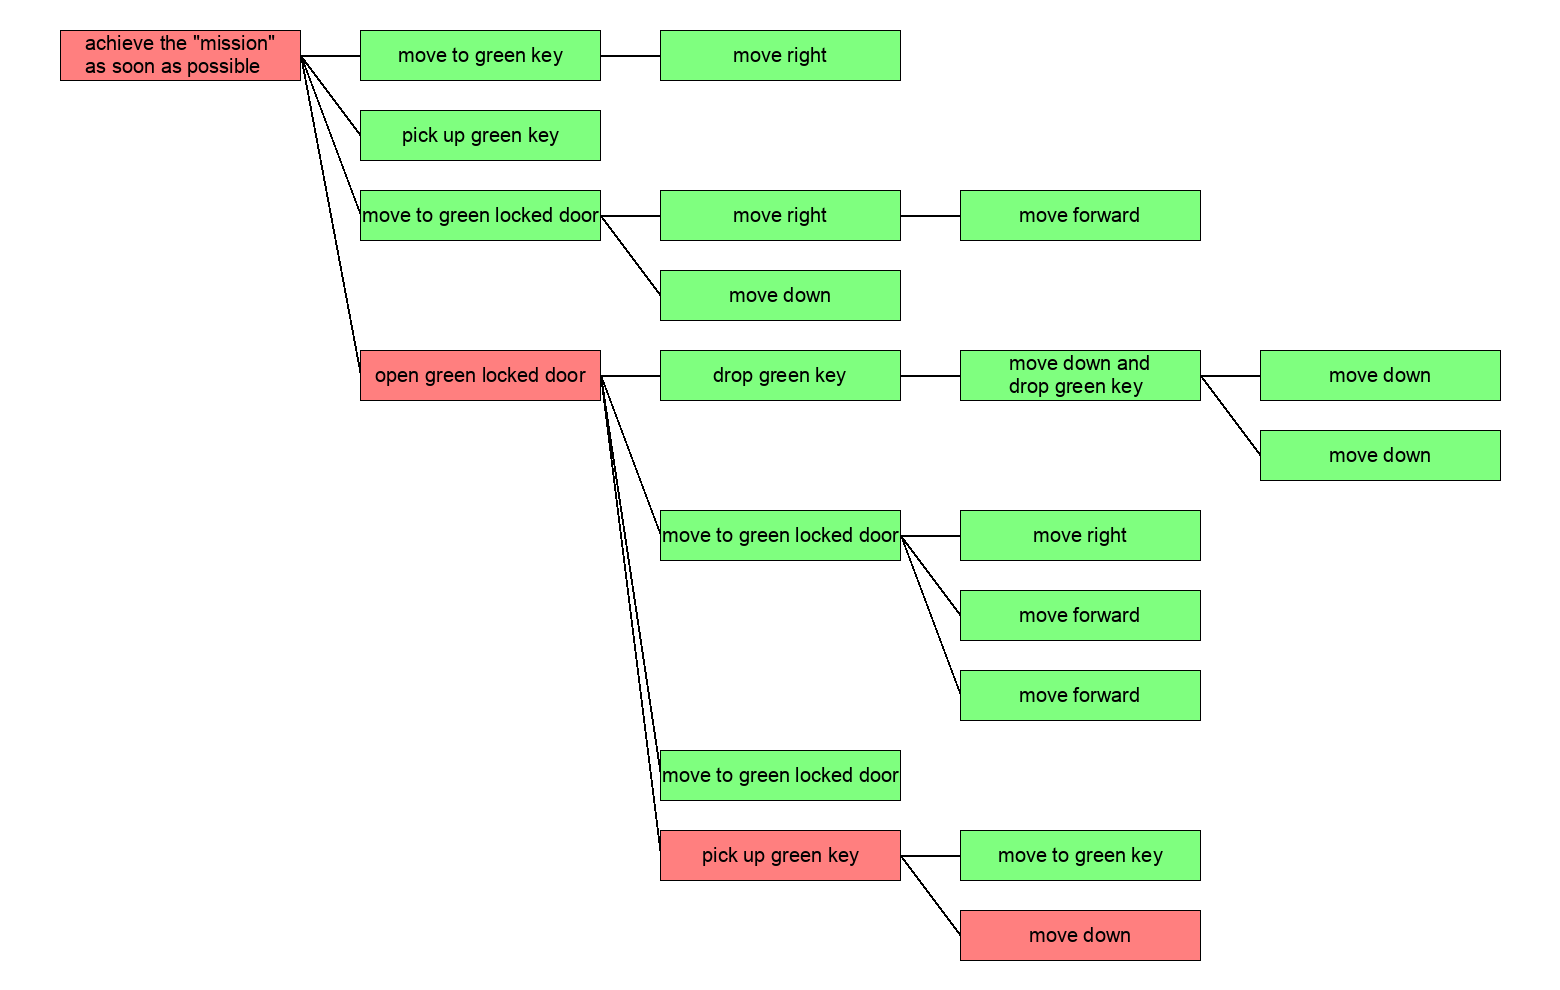 achieve the "mission"
as soon as possible
move to green key
move right
pick up green key
move to green locked door
move right
move forward
move down
open green locked door
drop green key
move down and
drop green key
move down
move down
move to green locked door
move right
move forward
move forward
move to green locked door
pick up green key
move to green key
move down